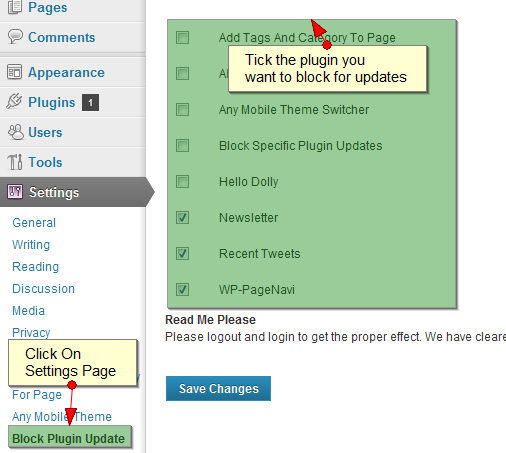 Pages
Comments
Appearance
Plugins 1
Users
Tools
Settings
General
Writing
Reading
Discussion
Media
Privacy
Click On
Settings Page
For Page
Any Mobile Theme
Block Plugin Update
Add Tags And Category To Page
Tick the plugin you
want to block for updates
Any Mobile Theme Switcher
Block Specific Plugin Updates
Hello Dolly
Newsletter
Recent Tweets
WP-PageNavi
Read Me Please
Please logout and login to get the proper effect. We have cleare
Save Changes